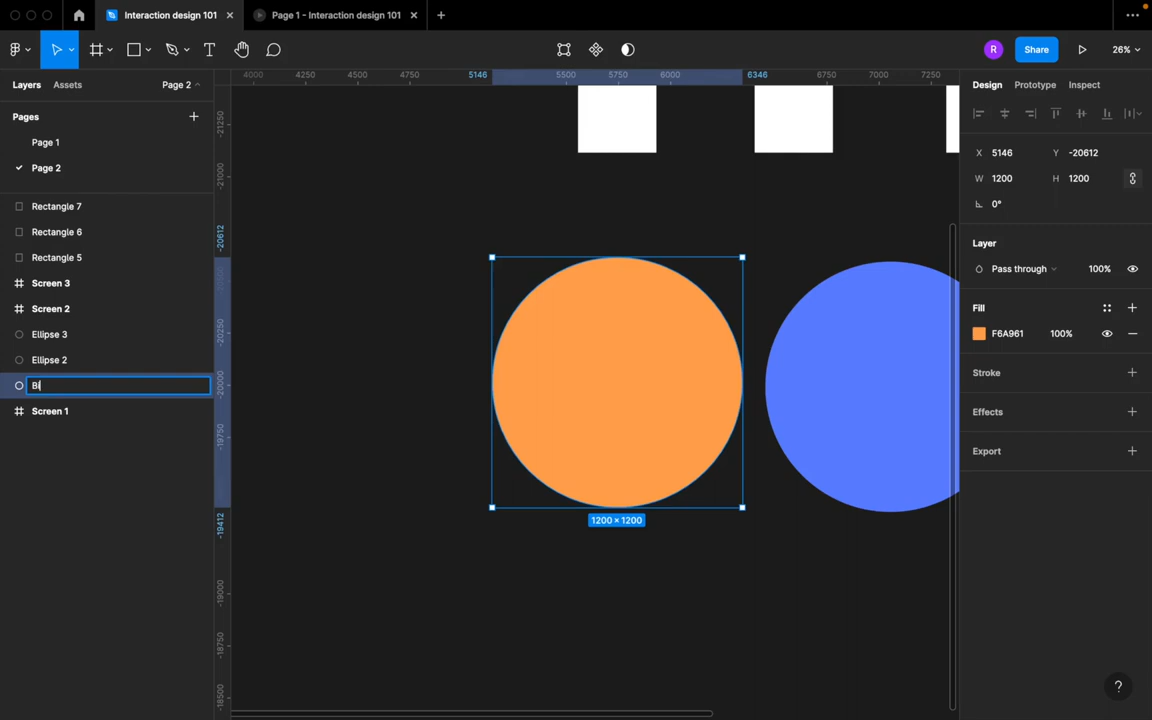 Interaction design 101
Page 1 - Interaction design 101
R
Share
26%
Layers
Assets
Page 2
Pages
Page 1
Page 2
Rectangle 7
Rectangle 6
Rectangle 5
Screen 3
Screen 2
Ellipse 3
Ellipse 2
Bl
Screen 1
4000
4250
4500
4750
5146
5500
5750
6000
6346
6750
7000
7250
-21250
-21000
-20612
-20250
-20000
-19750
-19412
-19000
-18750
-18500
1200 × 1200
Design
Prototype
Inspect
X 5146
Y -20612
W 1200
H 1200
0°
Layer
Pass through
100%
Fill
F6A961
100%
Stroke
Effects
Export
?